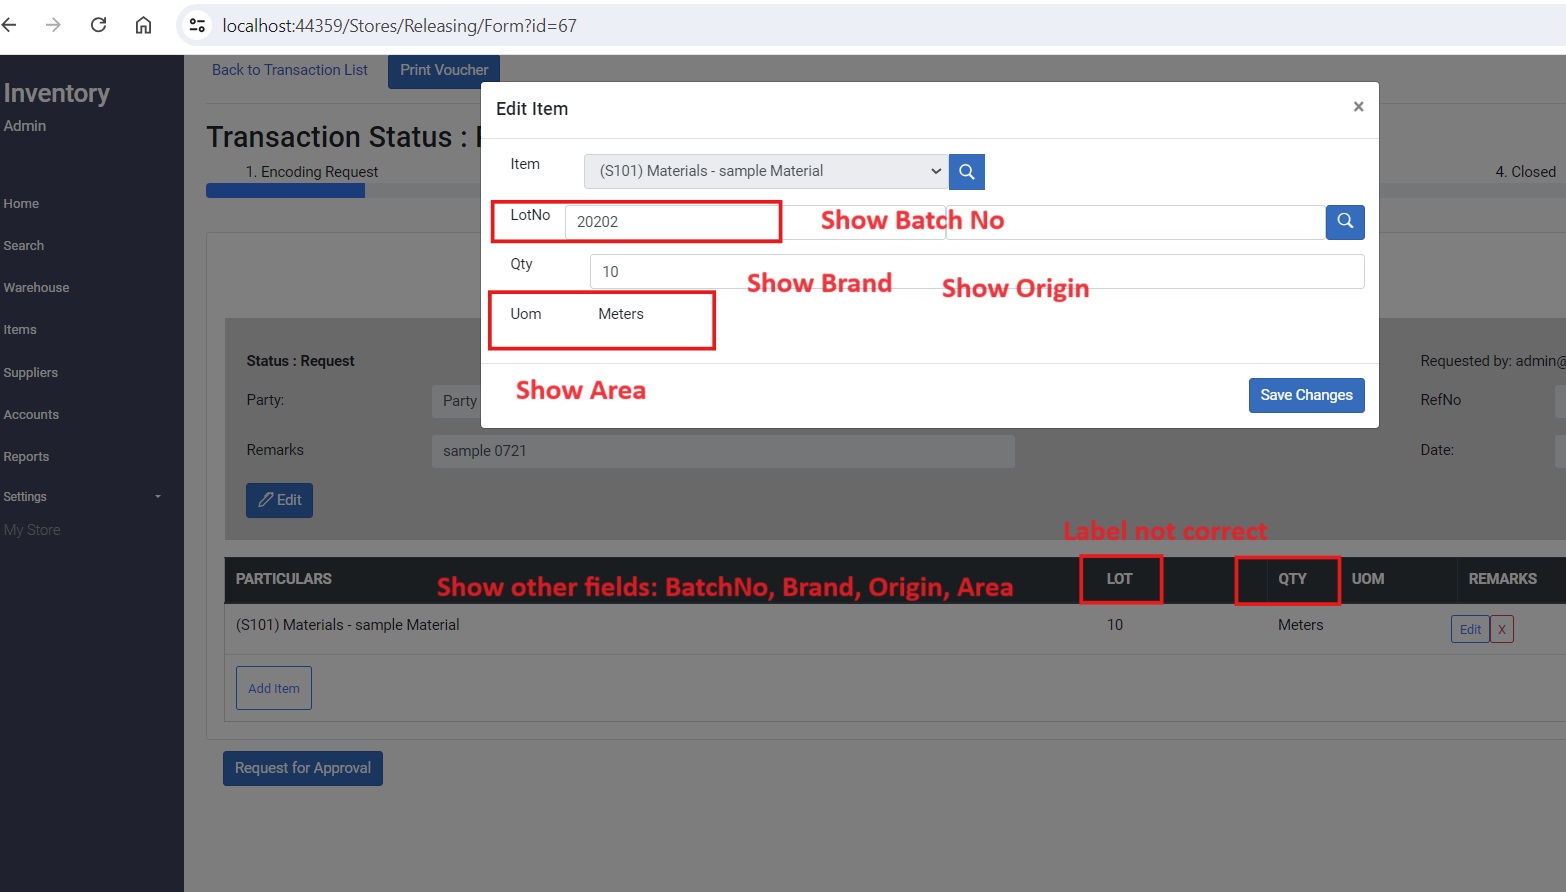 localhost:44359/Stores/Releasing/Form?id=67
Back to Transaction List
Print Voucher
Inventory
Admin
Home
Search
Warehouse
Items
Suppliers
Accounts
Reports
Settings
My Store
Transaction Status :
1. Encoding Request
4. Closed
Edit Item
×
Item
(S101) Materials - sample Material
LotNo
20202
Show Batch No
Qty
10
Show Brand
Show Origin
Uom
Meters
Show Area
Save Changes
Status : Request
Requested by: admin@
Party:
Party
RefNo
Remarks
sample 0721
Date:
Edit
Label not correct
PARTICULARS
Show other fields: BatchNo, Brand, Origin, Area
LOT
QTY
UOM
REMARKS
(S101) Materials - sample Material
10
Meters
Edit
X
Add Item
Request for Approval